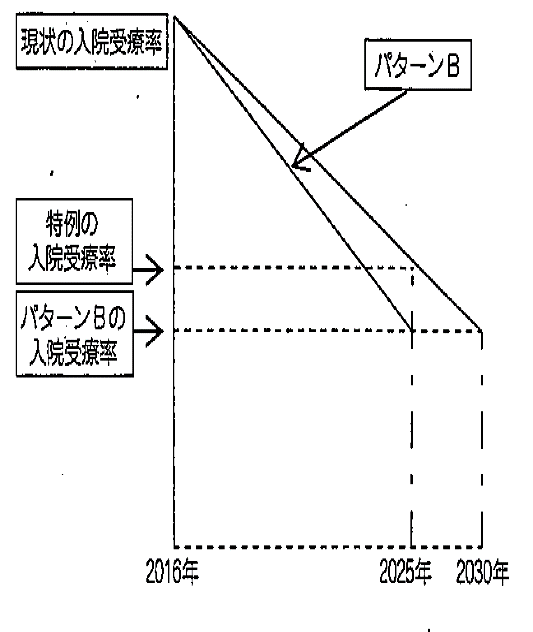 現状の入院受療率
パターンB
特例の
入院受療率
パターンBの
入院受療率
2016年
2025年
2030年